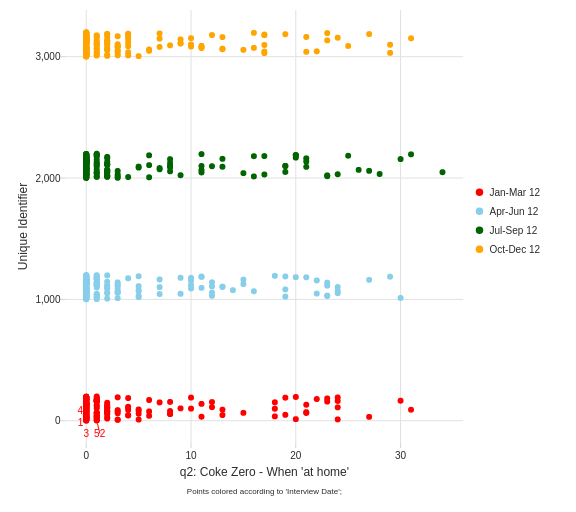 3,000
2,000
1,000
0
Unique Identifier
4
1
3 52
0 10 20 30
q2: Coke Zero - When 'at home'
Points colored according to 'Interview Date';
Jan-Mar 12
Apr-Jun 12
Jul-Sep 12
Oct-Dec 12